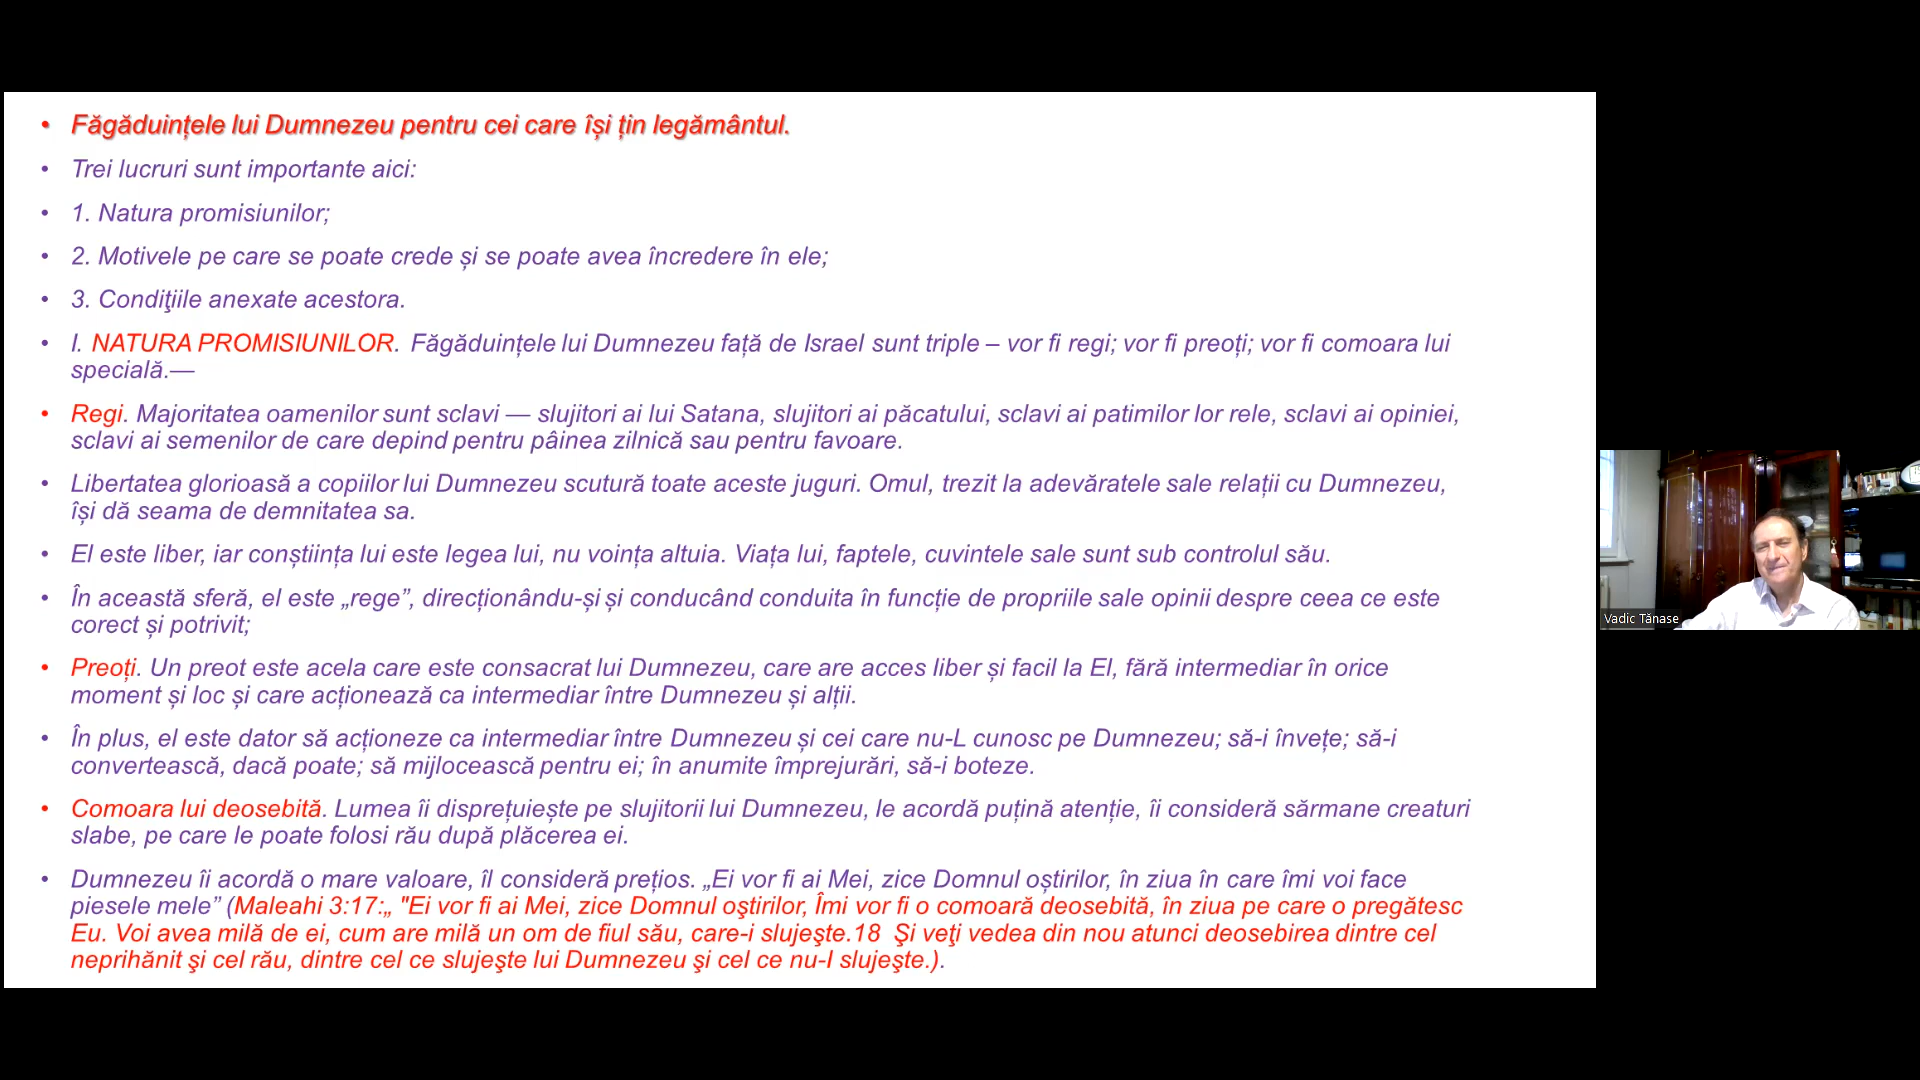 • Făgăduințele lui Dumnezeu pentru cei care își țin legământul.
• Trei lucruri sunt importante aici:
• 1. Natura promisiunilor;
• 2. Motivele pe care se poate crede și se poate avea încredere în ele;
• 3. Condiţiile anexate acestora.
• I. NATURA PROMISIUNILOR. Făgăduințele lui Dumnezeu față de Israel sunt triple – vor fi regi; vor fi preoți; vor fi comoara lui
specială.—
• Regi. Majoritatea oamenilor sunt sclavi — slujitori ai lui Satana, slujitori ai păcatului, sclavi ai patimilor lor rele, sclavi ai opiniei,
sclavi ai semenilor de care depind pentru pâinea zilnică sau pentru favoare.
• Libertatea glorioasă a copiilor lui Dumnezeu scutură toate aceste juguri. Omul, trezit la adevăratele sale relații cu Dumnezeu,
își dă seama de demnitatea sa.
• El este liber, iar conștiința lui este legea lui, nu voința altuia. Viața lui, faptele, cuvintele sale sunt sub controlul său.
• În această sferă, el este „rege”, direcționându-și și conducând conduita în funcție de propriile sale opinii despre ceea ce este
corect și potrivit;
• Preoți. Un preot este acela care este consacrat lui Dumnezeu, care are acces liber și facil la El, fără intermediar în orice
moment și loc și care acționează ca intermediar între Dumnezeu și alții.
• În plus, el este dator să acționeze ca intermediar între Dumnezeu și cei care nu-L cunosc pe Dumnezeu; să-i învețe; să-i
convertească, dacă poate; să mijlocească pentru ei; în anumite împrejurări, să-i boteze.
• Comoara lui deosebită. Lumea îi disprețuiește pe slujitorii lui Dumnezeu, le acordă puțină atenție, îi consideră sărmane creaturi
slabe, pe care le poate folosi rău după plăcerea ei.
• Dumnezeu îi acordă o mare valoare, îl consideră prețios. „Ei vor fi ai Mei, zice Domnul oștirilor, în ziua în care îmi voi face
piesele mele” (Maleahi 3:17:„ "Ei vor fi ai Mei, zice Domnul oştirilor, Îmi vor fi o comoară deosebită, în ziua pe care o pregătesc
Eu. Voi avea milă de ei, cum are milă un om de fiul său, care-i slujeşte.18 Şi veţi vedea din nou atunci deosebirea dintre cel
neprihănit şi cel rău, dintre cel ce slujeşte lui Dumnezeu şi cel ce nu-I slujeşte.).
Vadic Tănase